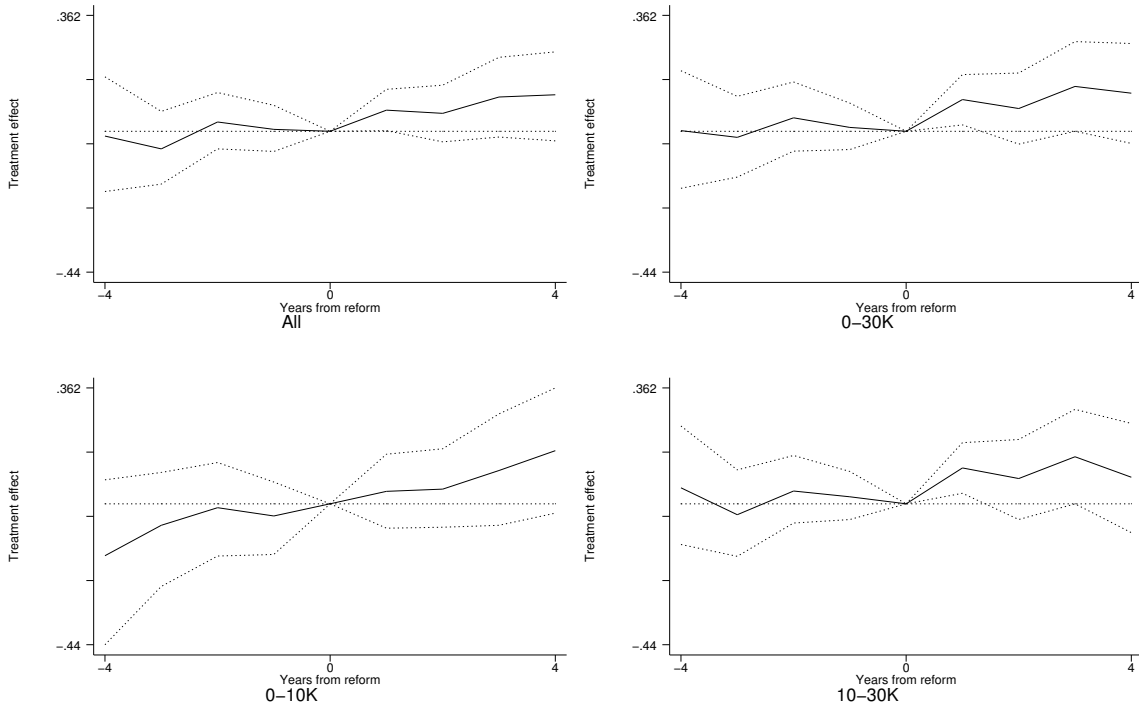 .362
Treatment effect
−.44
−4
0
4
Years from reform
All
.362
Treatment effect
−.44
−4
0
4
Years from reform
0−30K
.362
Treatment effect
−.44
−4
0
4
Years from reform
0−10K
.362
Treatment effect
−.44
−4
0
4
Years from reform
10−30K